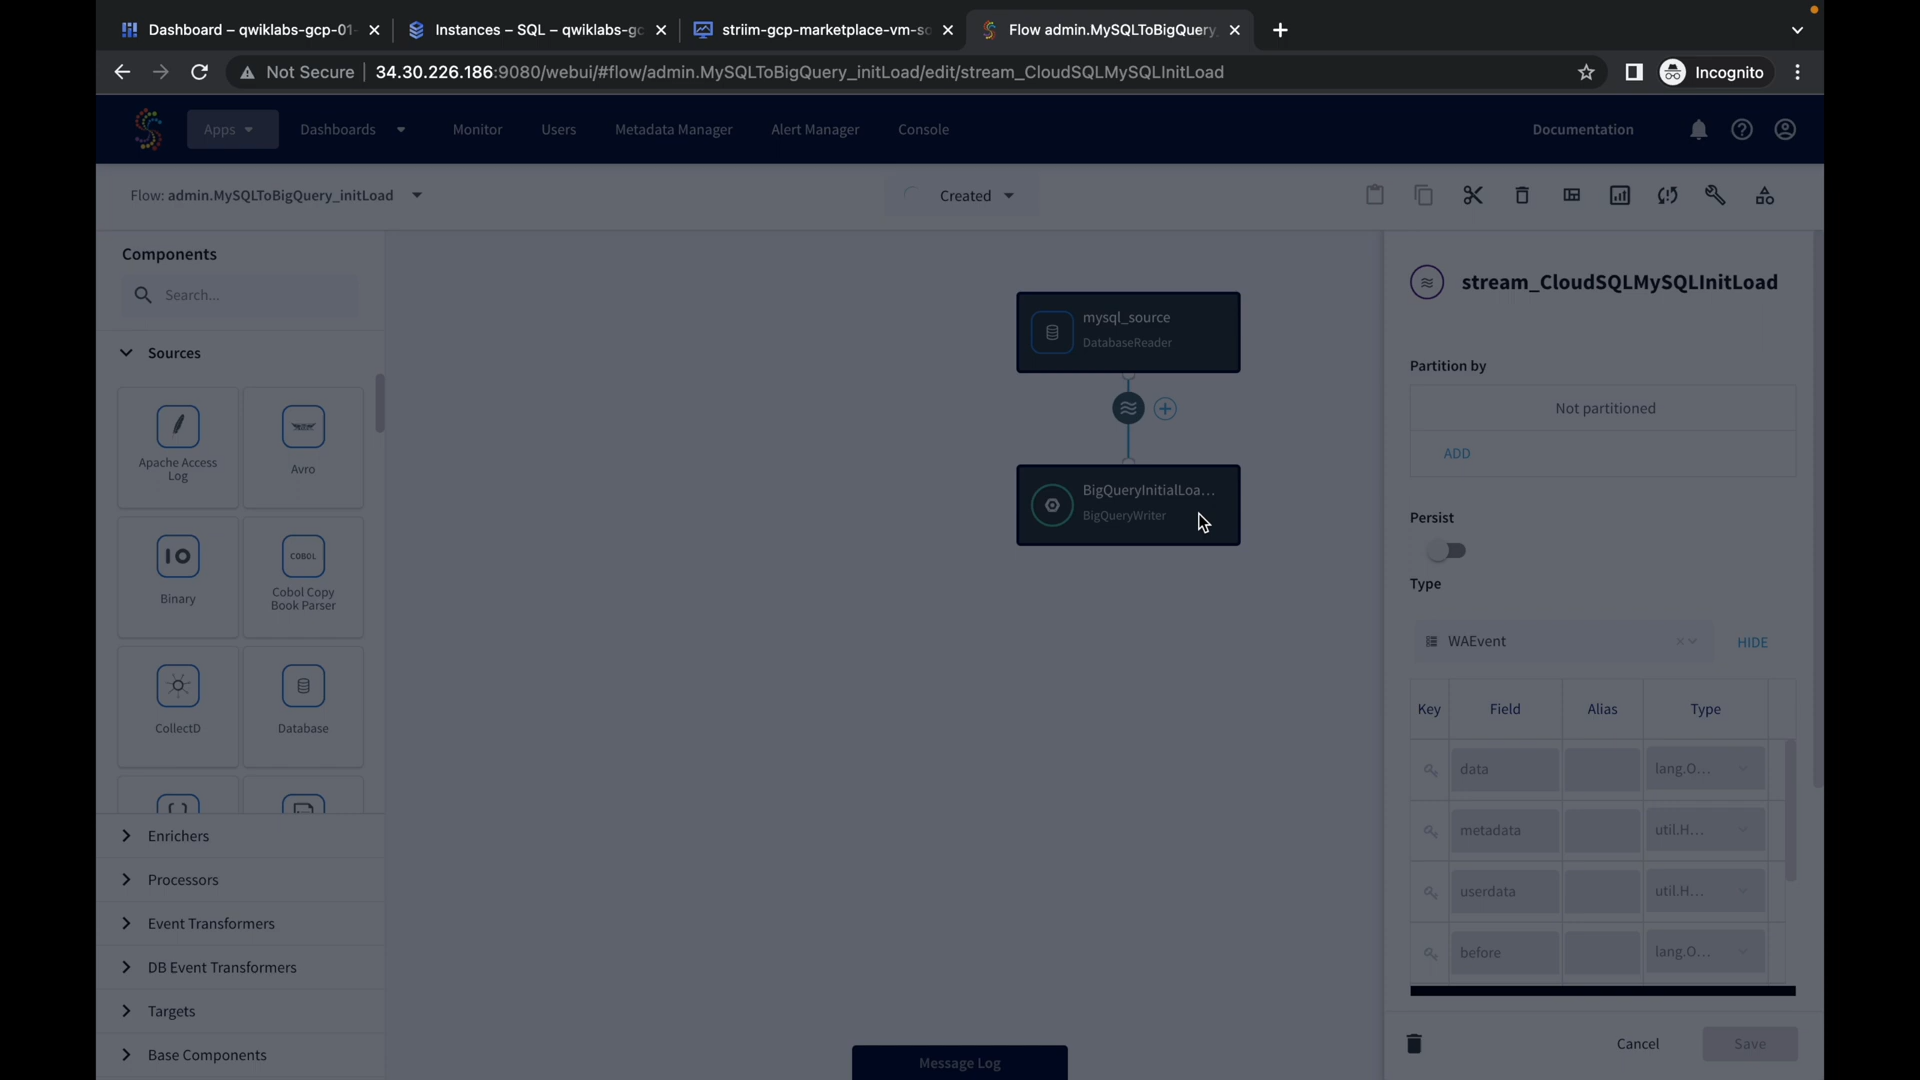 Dashboard – qwiklabs-gcp-01-
Instances – SQL – qwiklabs-gc
striim-gcp-marketplace-vm-so
Flow admin.MySQLToBigQuery_
Not Secure
34.30.226.186:9080/webui/#flow/admin.MySQLToBigQuery_initLoad/edit/stream_CloudSQLMySQLInitLoad
Incognito
Apps
Dashboards
Monitor
Users
Metadata Manager
Alert Manager
Console
Documentation
Flow: admin.MySQLToBigQuery_initLoad
Created
Components
Search...
Sources
Apache Access
Log
Avro
Binary
COBOL
Cobol Copy
Book Parser
CollectD
Database
Enrichers
Processors
Event Transformers
DB Event Transformers
Targets
Base Components
mysql_source
DatabaseReader
BigQueryInitialLoa...
BigQueryWriter
Message Log
stream_CloudSQLMySQLInitLoad
Partition by
Not partitioned
ADD
Persist
Type
WAEvent
HIDE
Key
Field
Alias
Type
data
lang.O...
metadata
util.H...
userdata
util.H...
before
lang.O...
Cancel
Save